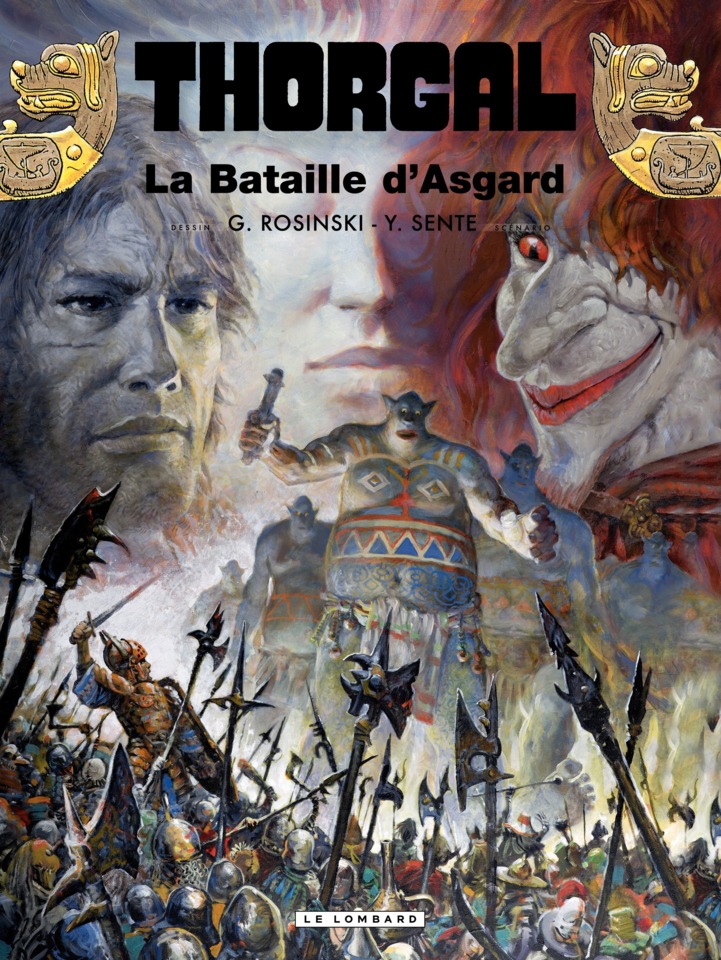 THORGAL
La Bataille d'Asgard
DESSIN G. ROSINSKI - Y. SENTE SCÉNARIO
LE LOMBARD